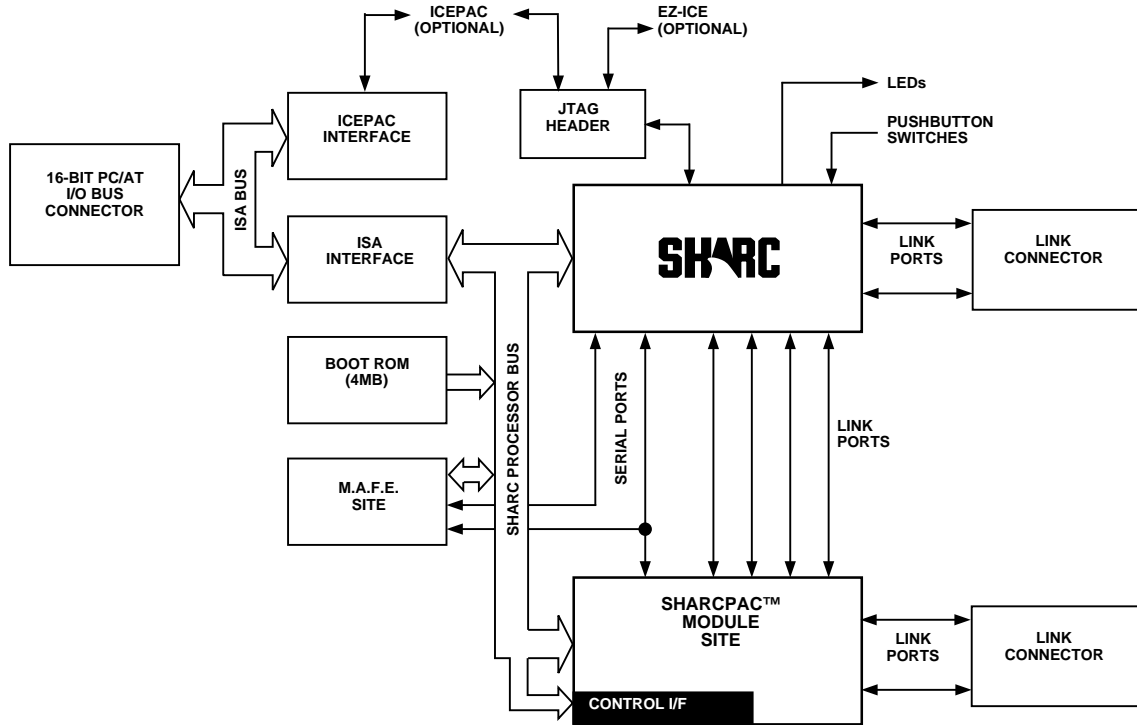 ICEPAC
(OPTIONAL)
EZ-ICE
(OPTIONAL)
LEDs
PUSHBUTTON
SWITCHES
ICEPAC
INTERFACE
JTAG
HEADER
16-BIT PC/AT
I/O BUS
CONNECTOR
ISA BUS
ISA
INTERFACE
SHARC
LINK
PORTS
LINK
CONNECTOR
BOOT ROM
(4MB)
SHARC PROCESSOR BUS
SERIAL PORTS
LINK
PORTS
M.A.F.E.
SITE
SHARCPAC™
MODULE
SITE
LINK
PORTS
LINK
CONNECTOR
CONTROL I/F